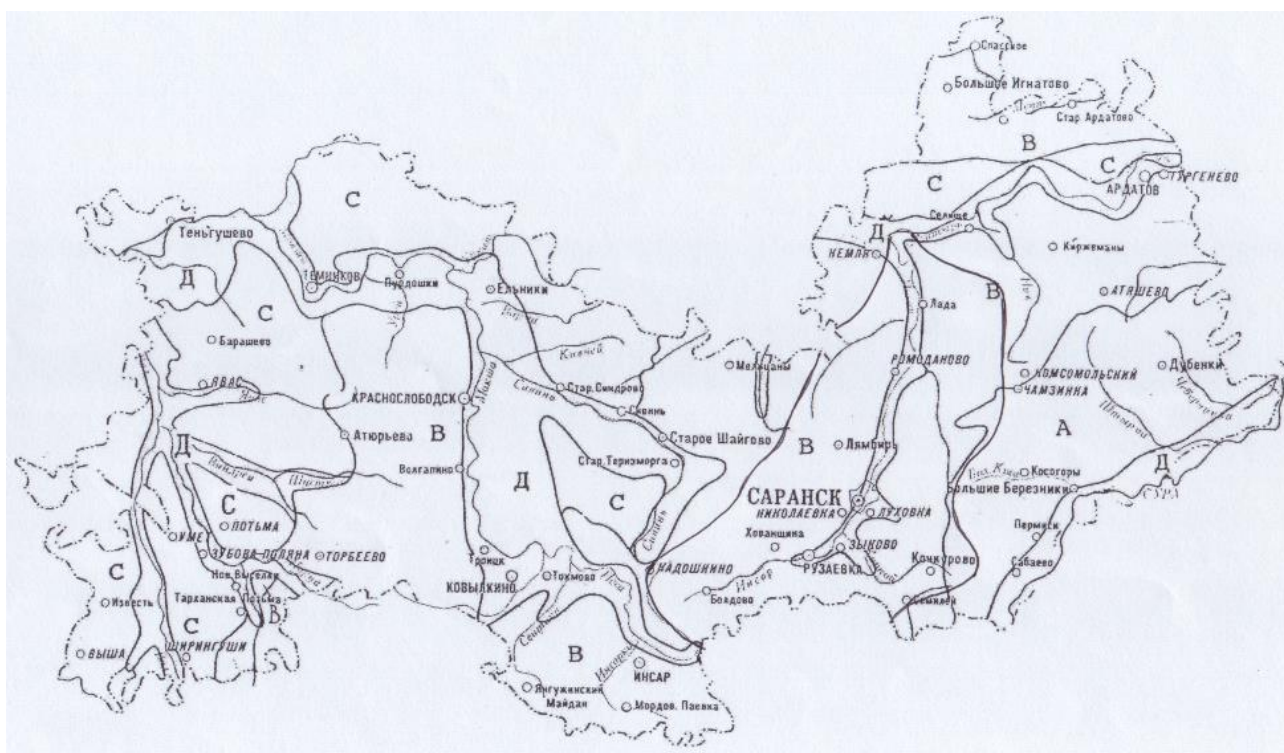 Спасское
Большое Игнатово
Стар. Ардатово
В
С
С
АРДАТОВ
ТУРГЕНЕВО
С
Селище
Теньгушево
Д
КЕМЛЯ
Киржеманы
Д
ТЕМНИКОВ
Пурдошки
Ельники
В
АТЯШЕВО
С
Лада
Барашево
Мельцаны
РОМОДАНОВО
Дубенки
КОМСОМОЛЬСКИЙ
ЯВАС
Стар. Синдрово
ЧАМЗИНКА
КРАСНОСЛОБОДСК
Сивинь
А
Атюрьево
В
Старое Шайгово
В
Лямбирь
Д
Волгапино
Стар. Теризморга
Д
Косогоры
С
Д
С
САРАНСК
Большие Березники
СУРА
ПОТЬМА
НИКОЛАЕВКА
ЛУХОВКА
УМЕТ
Хованщина
Пермиси
ЗУБОВА-ПОЛЯНА
ТОРБЕЕВО
Троицк
ЗЫКОВО
С
Нов. Выселки
КОВЫЛКИНО
Токмово
КАДОШКИНО
РУЗАЕВКА
Кочкурово
Сабаево
Известь
Тарханская Потьма
В
Болдово
Инсар
Семилей
С
В
ВЫША
ШИРИНГУШИ
ИНСАР
Янгужинский
Майдан
Мордов. Паевка